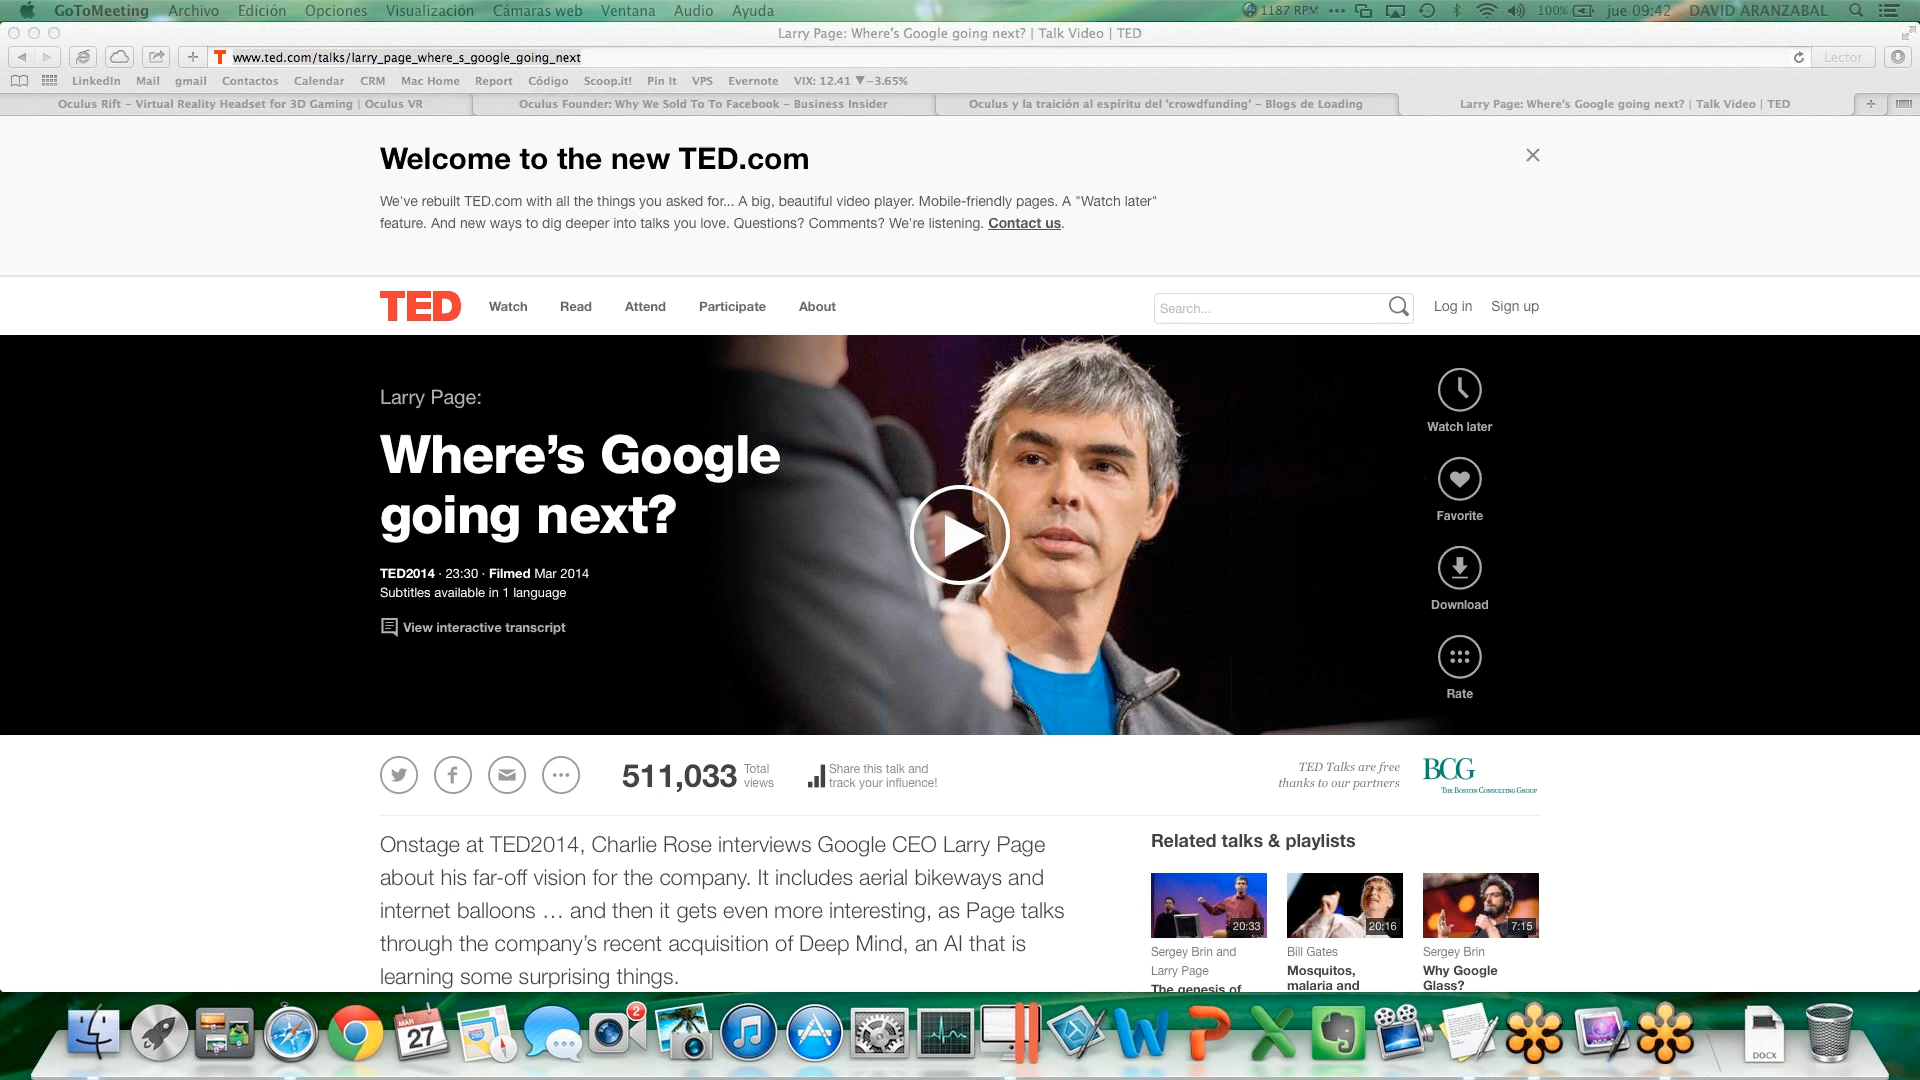 GoToMeeting Archivo Edición Opciones Visualización Cámaras web Ventana Audio Ayuda 1187 RPM 100% jue 09:42 DAVID ARANZABAL
Larry Page: Where's Google going next? | Talk Video | TED
www.ted.com/talks/larry_page_where_s_google_going_next Lector
LinkedIn Mail gmail Contactos Calendar CRM Mac Home Report Código Scoop.it! Pin It VPS Evernote VIX: 12.41 ▼−3.65%
Oculus Rift - Virtual Reality Headset for 3D Gaming | Oculus VR
Oculus Founder: Why We Sold To To Facebook - Business Insider
Oculus y la traición al espíritu del 'crowdfunding' - Blogs de Loading
Larry Page: Where's Google going next? | Talk Video | TED
Welcome to the new TED.com
We've rebuilt TED.com with all the things you asked for... A big, beautiful video player. Mobile-friendly pages. A "Watch later"
feature. And new ways to dig deeper into talks you love. Questions? Comments? We're listening. Contact us.
TED Watch Read Attend Participate About Search... Log in Sign up
Larry Page:
Where's Google
going next?
TED2014 · 23:30 · Filmed Mar 2014
Subtitles available in 1 language
View interactive transcript
Watch later
Favorite
Download
Rate
511,033 Total
views
Share this talk and
track your influence!
TED Talks are free
thanks to our partners
BCG
The Boston Consulting Group
Onstage at TED2014, Charlie Rose interviews Google CEO Larry Page
about his far-off vision for the company. It includes aerial bikeways and
internet balloons … and then it gets even more interesting, as Page talks
through the company's recent acquisition of Deep Mind, an AI that is
learning some surprising things.
Related talks & playlists
20:33
Sergey Brin and
Larry Page
The genesis of
20:16
Bill Gates
Mosquitos,
malaria and
7:15
Sergey Brin
Why Google
Glass?
MAR
27
2
DOCX